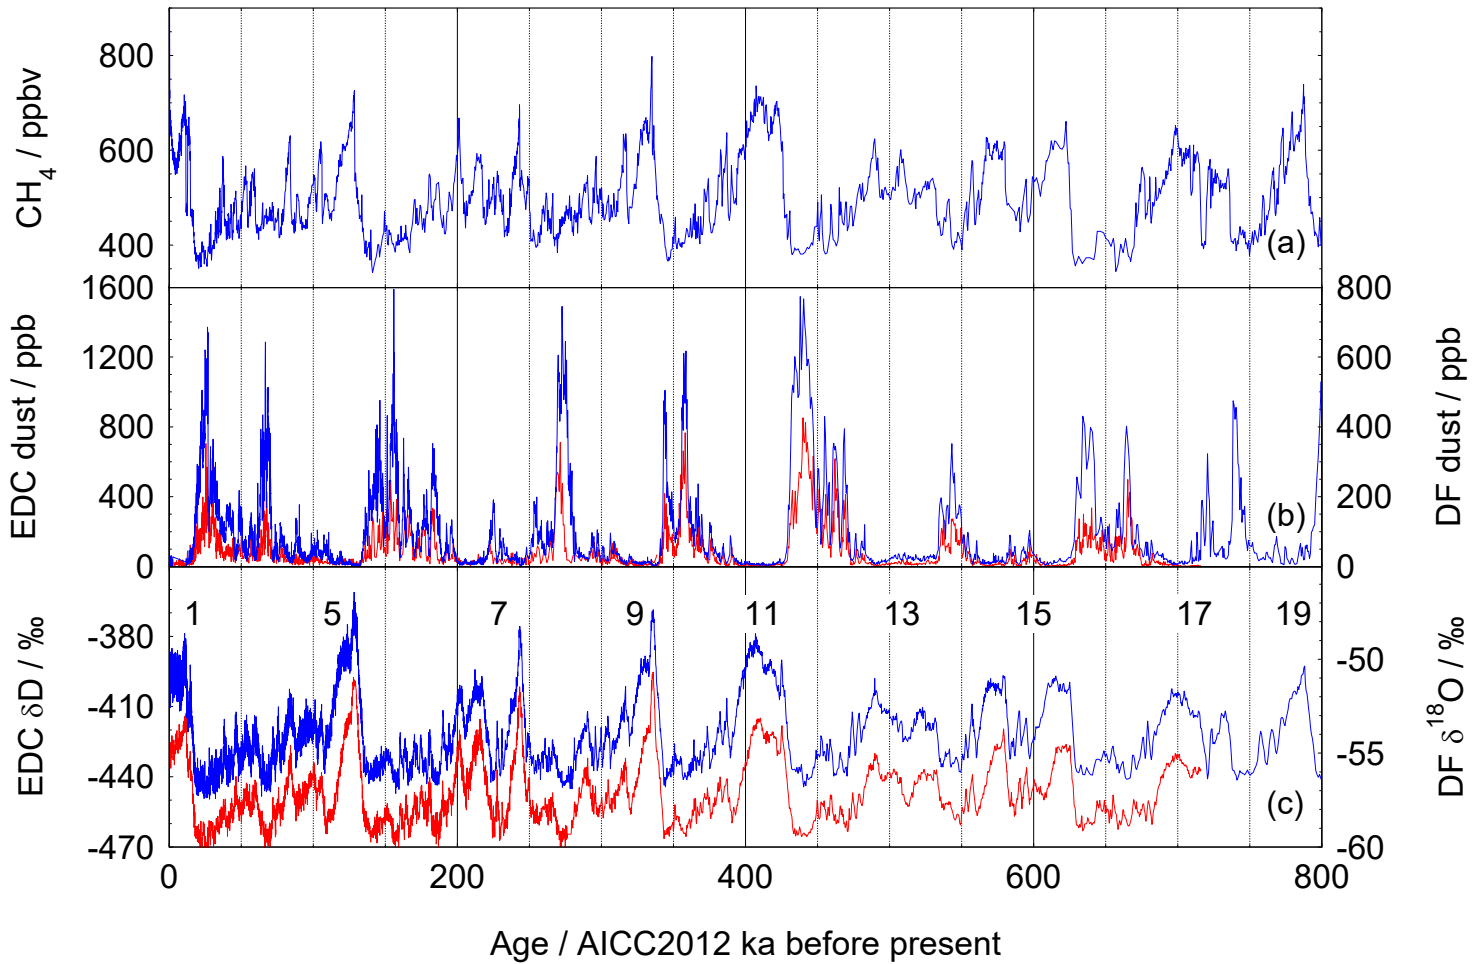 800
600
400
CH4 / ppbv
(a)
1600
1200
800
400
0
EDC dust / ppb
800
600
400
200
0
DF dust / ppb
(b)
1 5 7 9 11 13 15 17 19
-380
-410
-440
-470
EDC δD / ‰
-50
-55
-60
DF δ18O / ‰
(c)
0 200 400 600 800
Age / AICC2012 ka before present